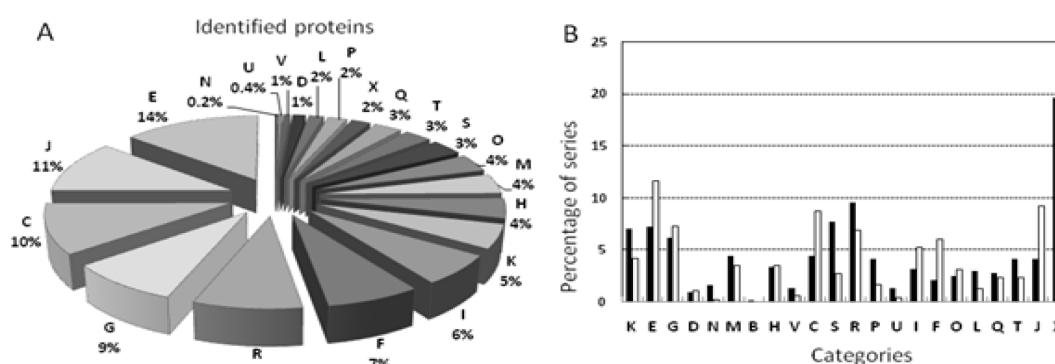 A
Identified proteins
N
0.2%
U
0.4%
V
1%
D
1%
L
2%
P
2%
X
2%
Q
3%
T
3%
S
3%
O
4%
M
4%
H
4%
K
5%
I
6%
F
7%
R
G
9%
C
10%
J
11%
E
14%
B
Percentage of series
25
20
15
10
5
0
K E G D N M B H V C S R P U I F O L Q T J
Categories